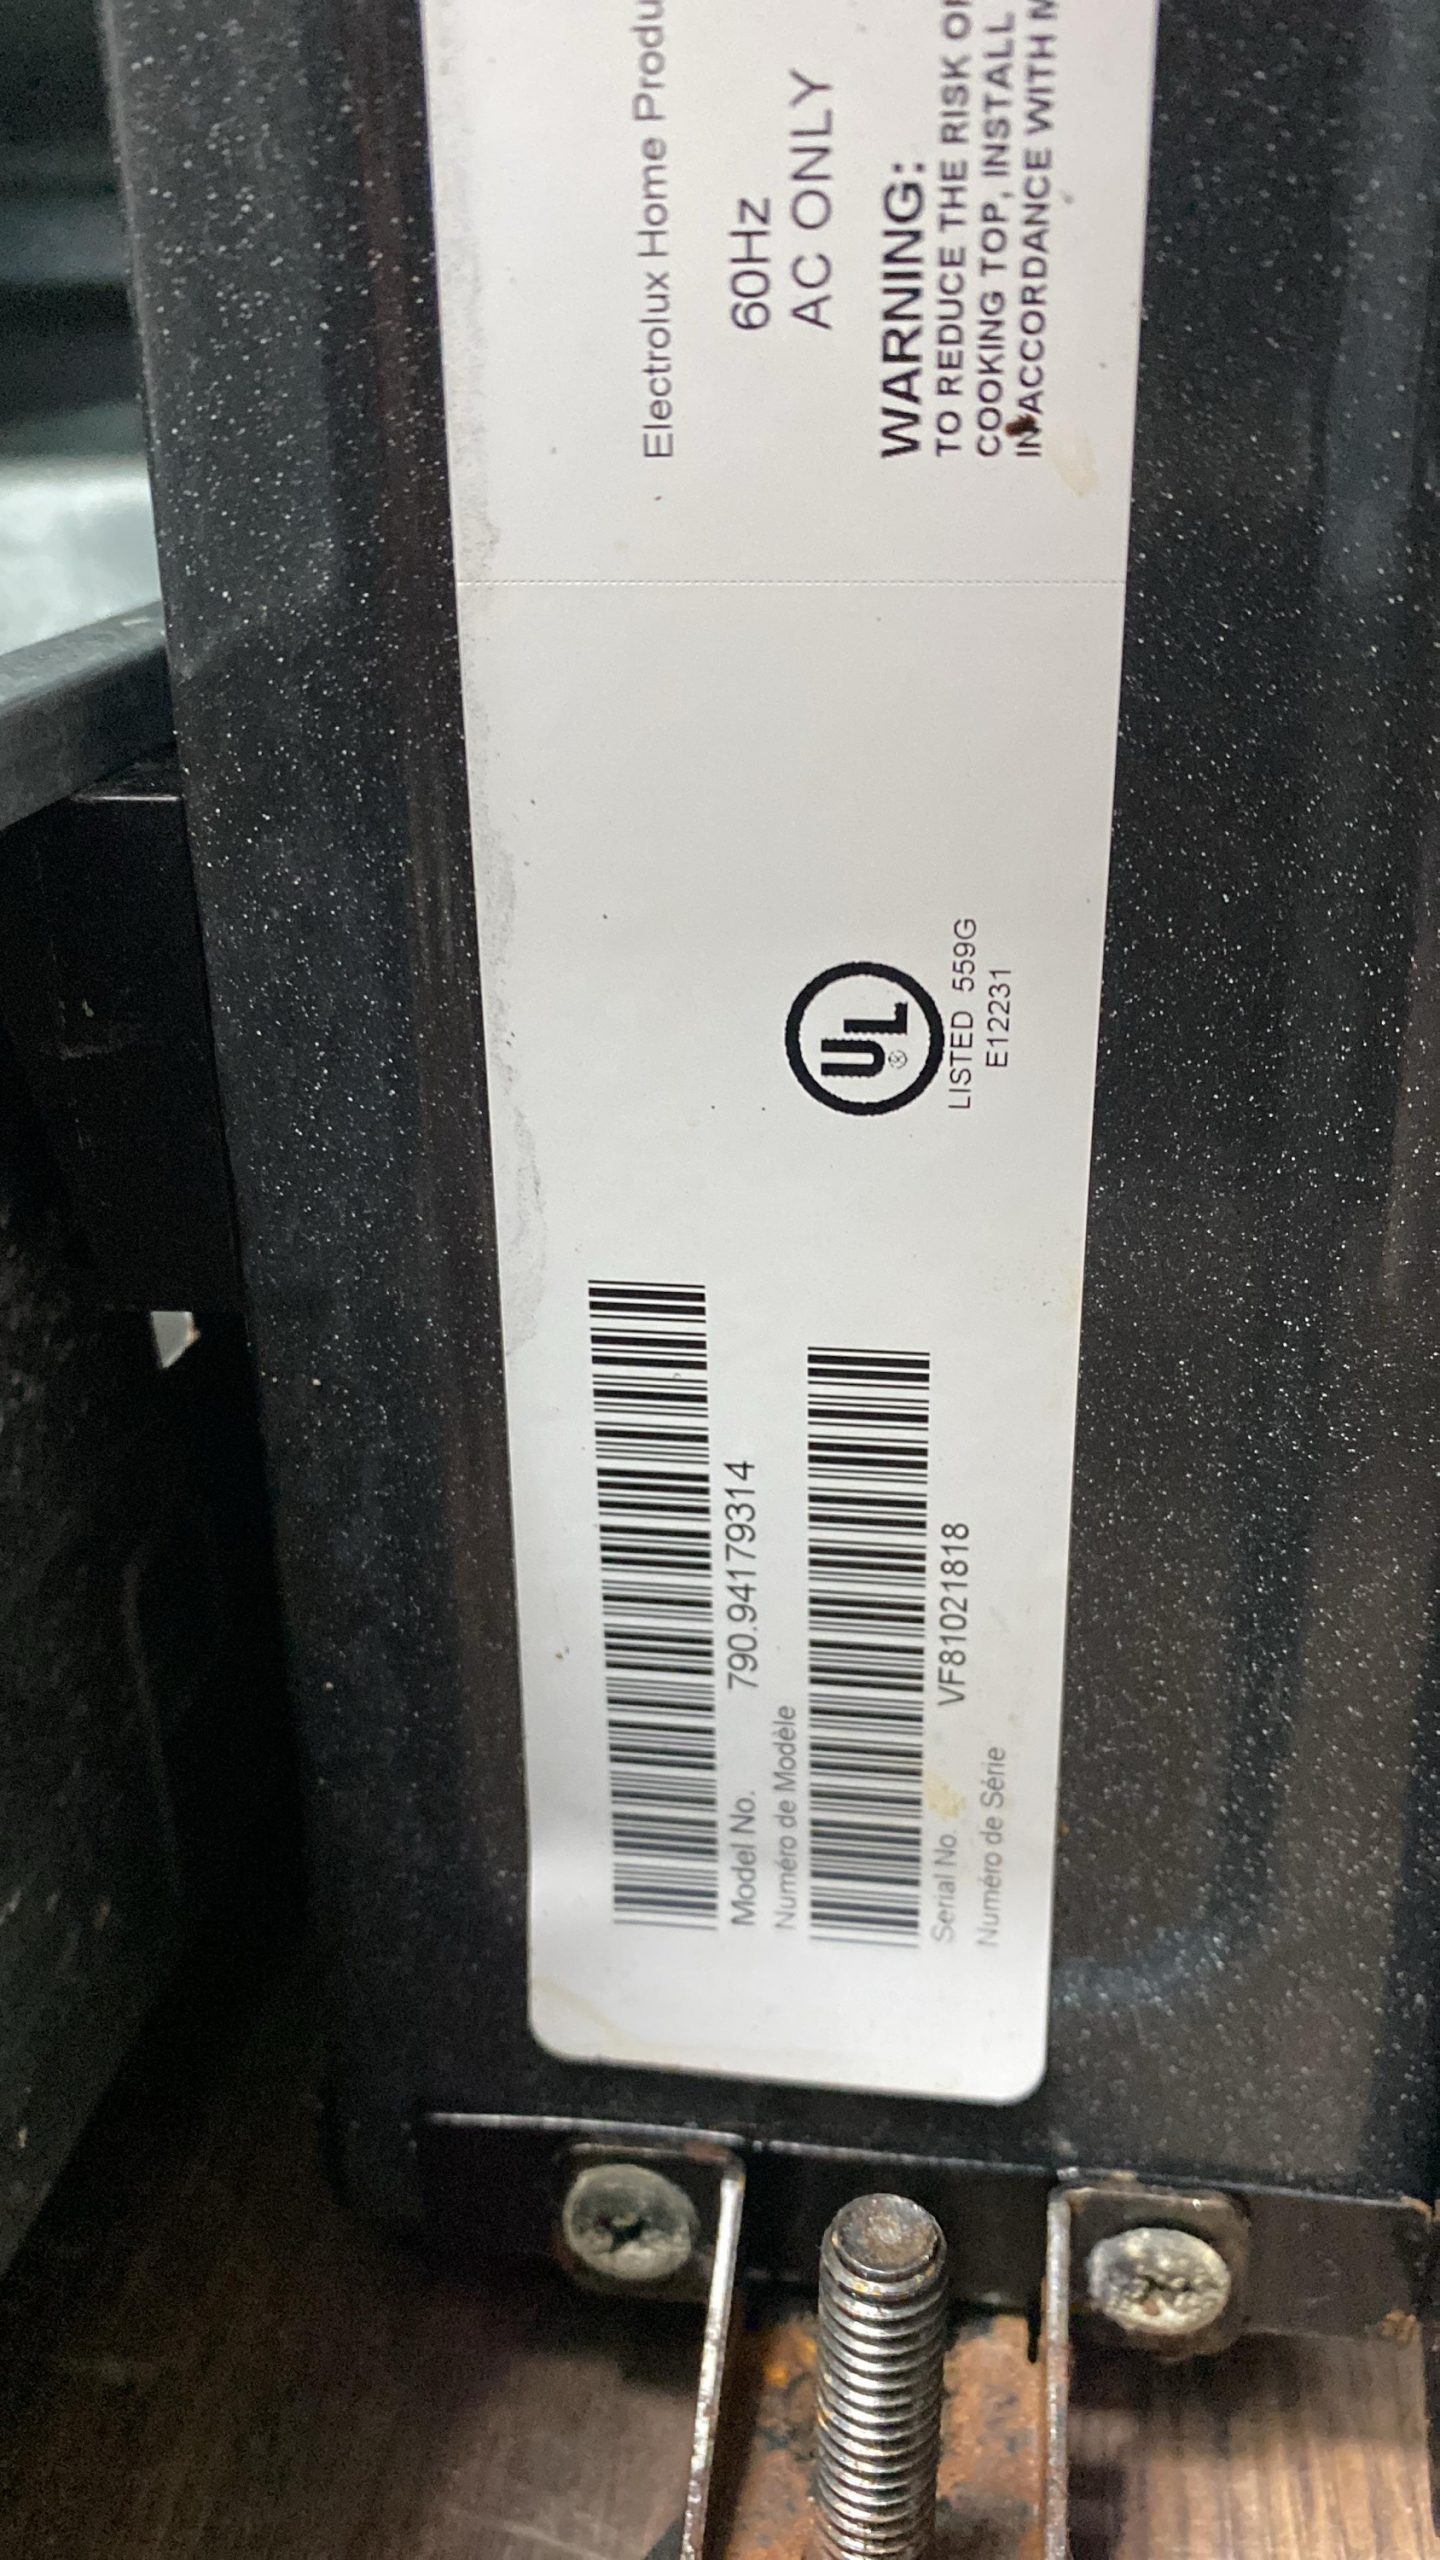 Model No. 790.94179314
Numéro de Modèle
Serial No. VF81021818
Numéro de Série
UL
®
LISTED 559G
E12231
Electrolux Home Produ
60Hz
AC ONLY
WARNING:
TO REDUCE THE RISK O
COOKING TOP, INSTALL
IN ACCORDANCE WITH M